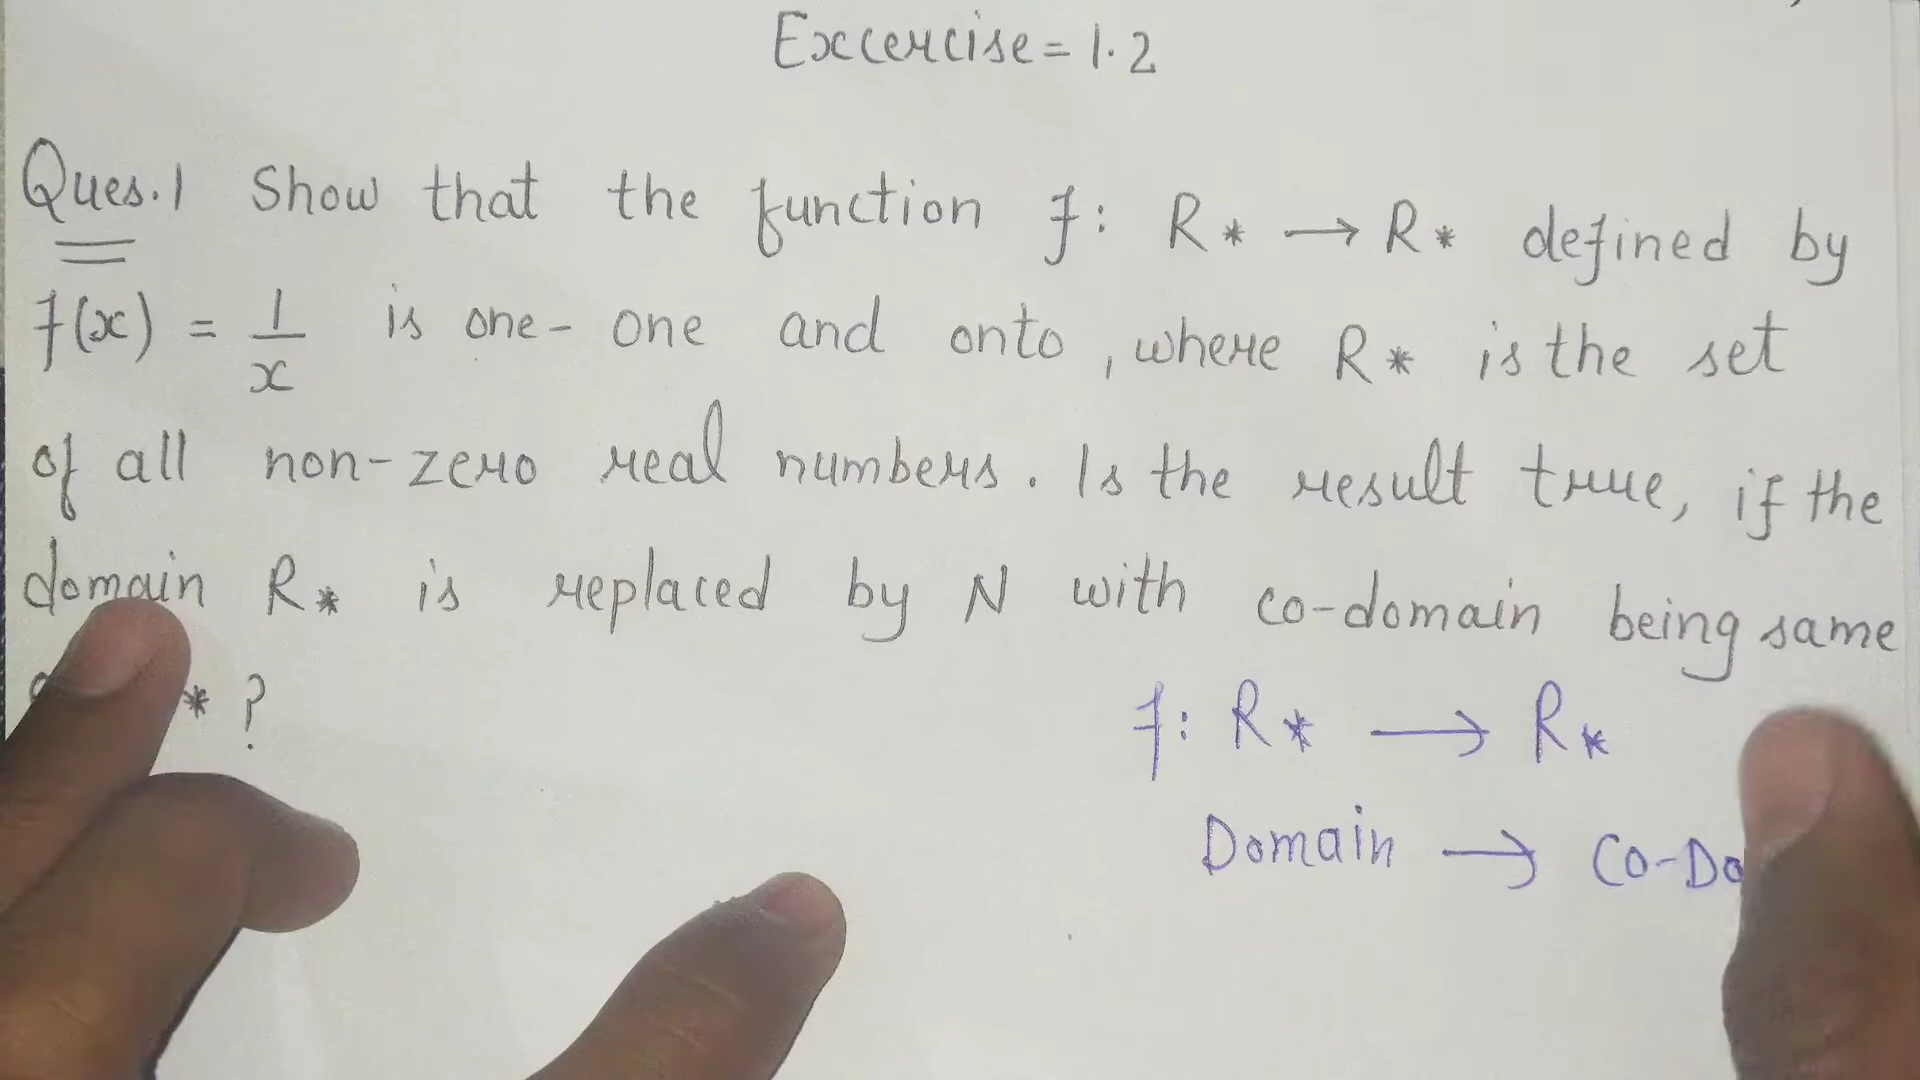 Excercise = 1.2
Ques.1 Show that the function f: R* → R* defined by
f(x) = 1/x is one-one and onto, where R* is the set
of all non-zero real numbers. Is the result true, if the
domain R* is replaced by N with co-domain being same
* ?
f: R* → R*
Domain → Co-Do